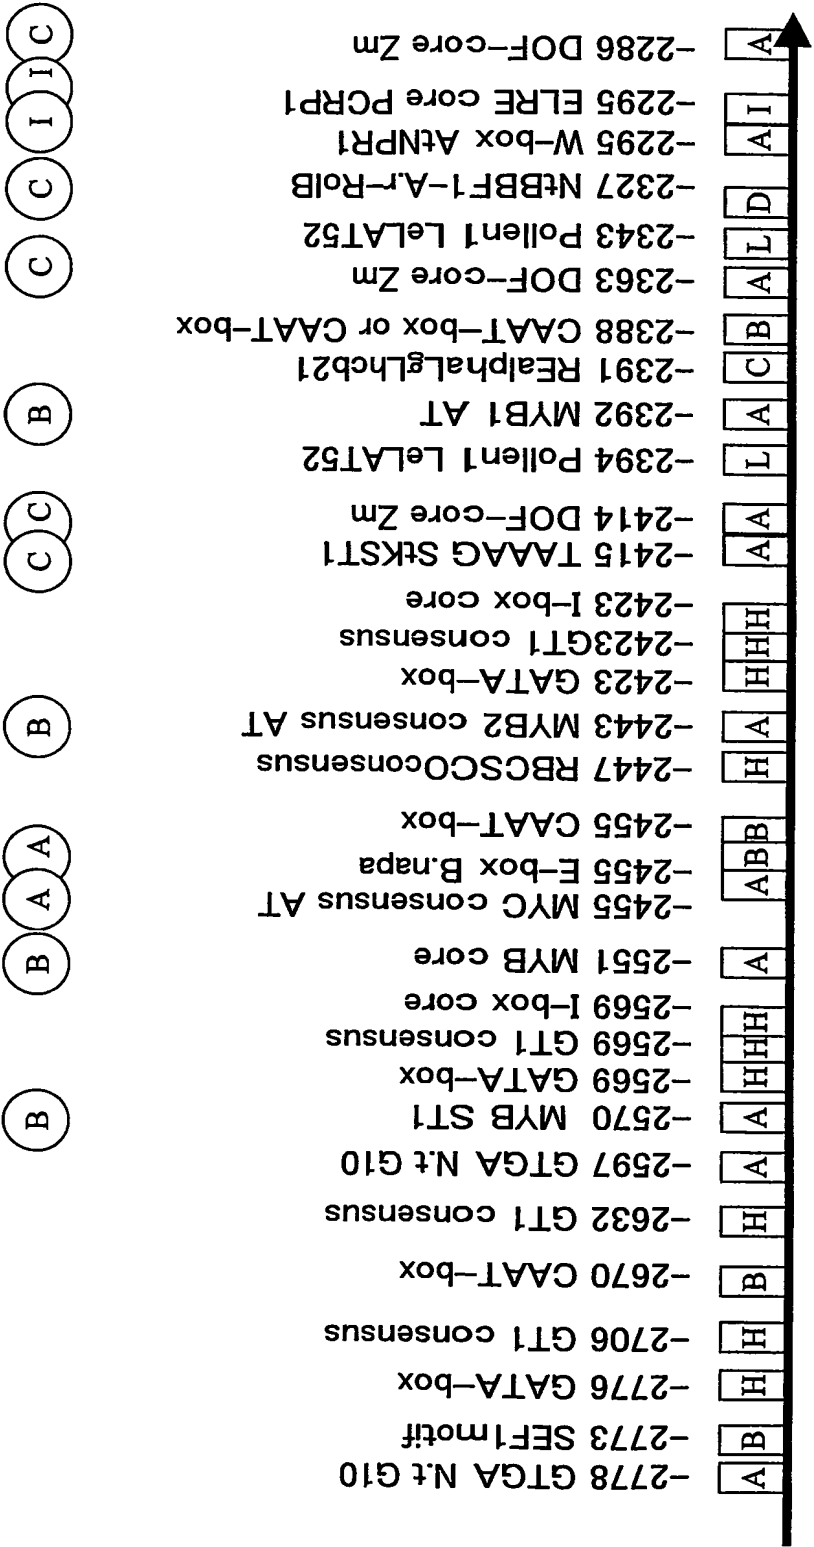 A -2778 GTGA N.t G10
B -2773 SEF1motif
H -2776 GATA-box
H -2706 GT1 consensus
B -2670 CAAT-box
H -2632 GT1 consensus
A -2597 GTGA N.t G10
A -2570 MYB ST1 B
H -2569 GATA-box
H -2569 GT1 consensus
H -2569 I-box core
A -2551 MYB core B
A -2455 MYC consensus AT A
B -2455 E-box B.napa A
B -2455 CAAT-box
H -2447 RBCSCOconsensus
A -2443 MYB2 consensus AT B
H -2423 GATA-box
H -2423GT1 consensus
H -2423 I-box core
A -2415 TAAAG StKST1 C
A -2414 DOF-core Zm C
L -2394 Pollen1 LeLAT52
A -2392 MYB1 AT B
C -2391 REalphaLgLhcb21
B -2388 CAAT-box or CAAT-box
A -2363 DOF-core Zm C
L -2343 Pollen1 LeLAT52
D -2327 NtBBF1-A.r-RolB C
A -2295 W-box AtNPR1 I
I -2295 ELRE core PCRP1 I
A -2286 DOF-core Zm C